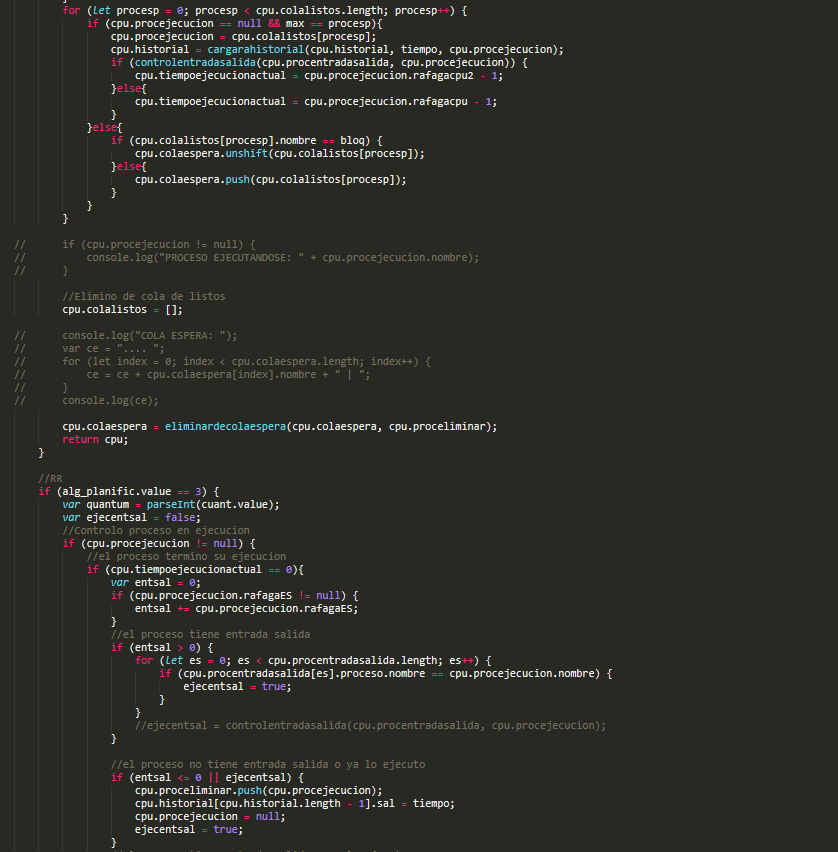 for (let procesp = 0; procesp < cpu.colalistos.length; procesp++) {
if (cpu.procejecucion == null && max == procesp){
cpu.procejecucion = cpu.colalistos[procesp];
cpu.historial = cargarahistorial(cpu.historial, tiempo, cpu.procejecucion);
if (controlentradasalida(cpu.procentradasalida, cpu.procejecucion)) {
cpu.tiempoejecucionactual = cpu.procejecucion.rafagacpu2 - 1;
}else{
cpu.tiempoejecucionactual = cpu.procejecucion.rafagacpu - 1;
}
}else{
if (cpu.colalistos[procesp].nombre == bloq) {
cpu.colaespera.unshift(cpu.colalistos[procesp]);
}else{
cpu.colaespera.push(cpu.colalistos[procesp]);
}
}
}
// if (cpu.procejecucion != null) {
// console.log("PROCESO EJECUTANDOSE: " + cpu.procejecucion.nombre);
// }
//Elimino de cola de listos
cpu.colalistos = [];
// console.log("COLA ESPERA: ");
// var ce = ".... ";
// for (let index = 0; index < cpu.colaespera.length; index++) {
// ce = ce + cpu.colaespera[index].nombre + " | ";
// }
// console.log(ce);
cpu.colaespera = eliminardecolaespera(cpu.colaespera, cpu.proceliminar);
return cpu;
}
//RR
if (alg_planific.value == 3) {
var quantum = parseInt(cuant.value);
var ejecentsal = false;
//Controlo proceso en ejecucion
if (cpu.procejecucion != null) {
//el proceso termino su ejecucion
if (cpu.tiempoejecucionactual == 0){
var entsal = 0;
if (cpu.procejecucion.rafagaES != null) {
entsal += cpu.procejecucion.rafagaES;
}
//el proceso tiene entrada salida
if (entsal > 0) {
for (let es = 0; es < cpu.procentradasalida.length; es++) {
if (cpu.procentradasalida[es].proceso.nombre == cpu.procejecucion.nombre) {
ejecentsal = true;
}
}
//ejecentsal = controlentradasalida(cpu.procentradasalida, cpu.procejecucion);
}
//el proceso no tiene entrada salida o ya lo ejecuto
if (entsal <= 0 || ejecentsal) {
cpu.proceliminar.push(cpu.procejecucion);
cpu.historial[cpu.historial.length - 1].sal = tiempo;
cpu.procejecucion = null;
ejecentsal = true;
}